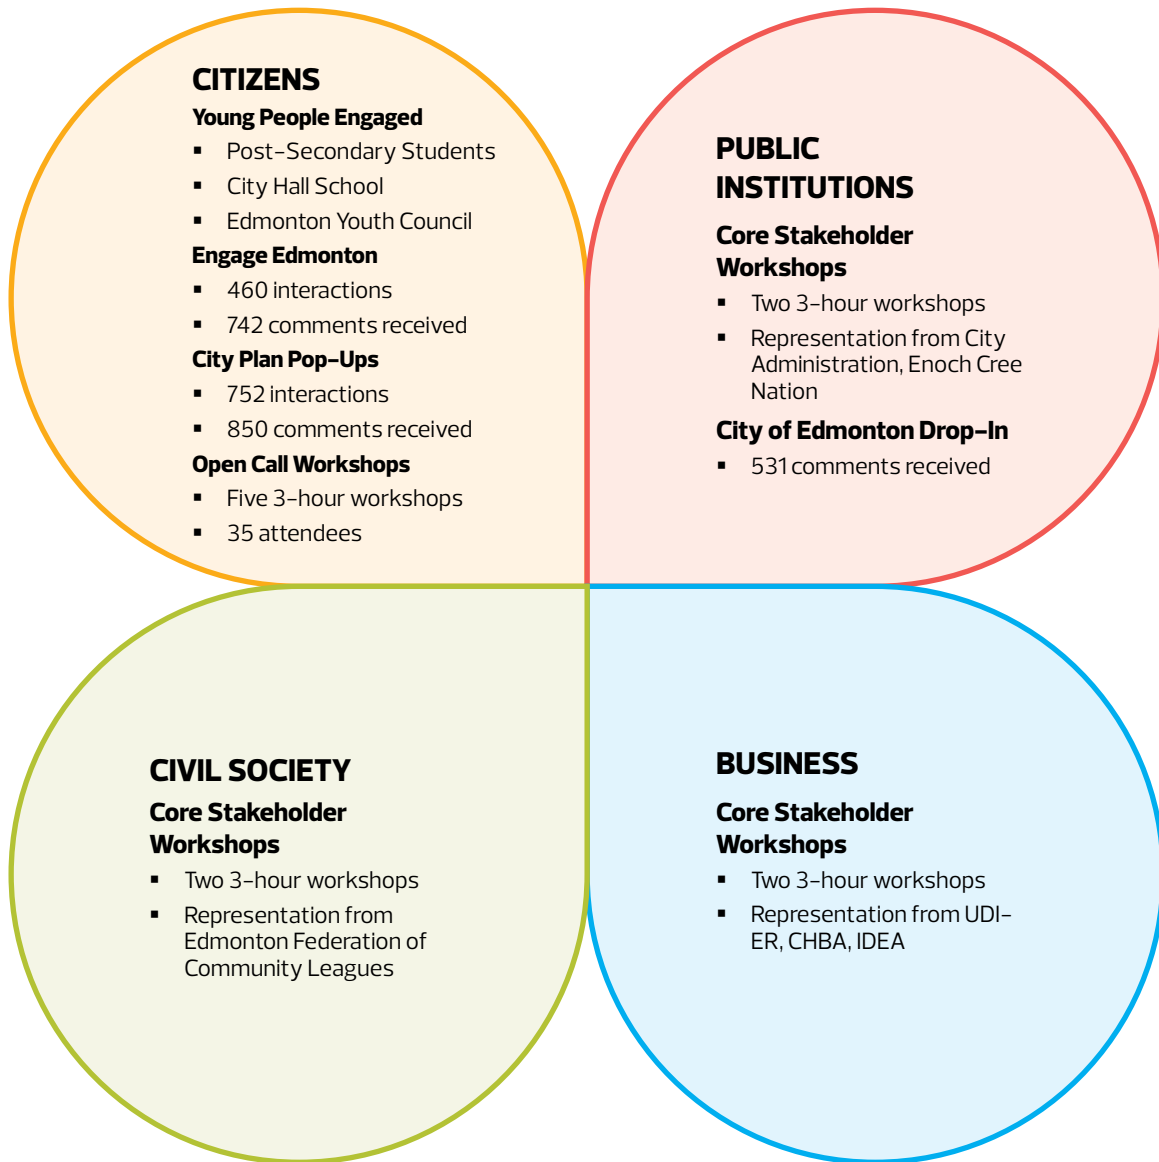 CITIZENS
Young People Engaged
▪ Post-Secondary Students
▪ City Hall School
▪ Edmonton Youth Council
Engage Edmonton
▪ 460 interactions
▪ 742 comments received
City Plan Pop-Ups
▪ 752 interactions
▪ 850 comments received
Open Call Workshops
▪ Five 3-hour workshops
▪ 35 attendees
PUBLIC
INSTITUTIONS
Core Stakeholder
Workshops
▪ Two 3-hour workshops
▪ Representation from City
Administration, Enoch Cree
Nation
City of Edmonton Drop-In
▪ 531 comments received
CIVIL SOCIETY
Core Stakeholder
Workshops
▪ Two 3-hour workshops
▪ Representation from
Edmonton Federation of
Community Leagues
BUSINESS
Core Stakeholder
Workshops
▪ Two 3-hour workshops
▪ Representation from UDI-
ER, CHBA, IDEA